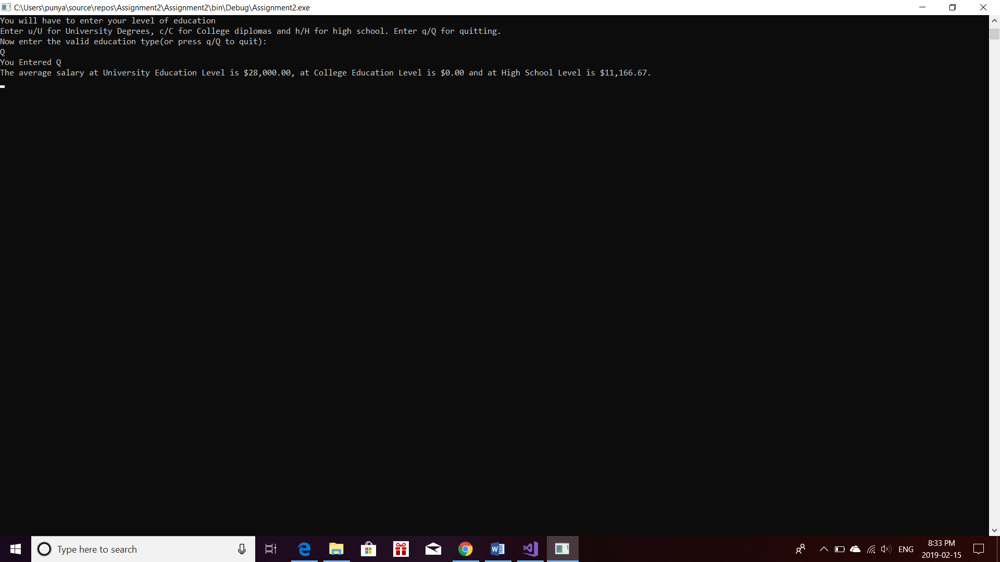 C:\Users\punya\source\repos\Assignment2\Assignment2\bin\Debug\Assignment2.exe
You will have to enter your level of education
Enter u/U for University Degrees, c/C for College diplomas and h/H for high school. Enter q/Q for quitting.
Now enter the valid education type(or press q/Q to quit):
Q
You Entered Q
The average salary at University Education Level is $28,000.00, at College Education Level is $0.00 and at High School Level is $11,166.67.
Type here to search
ENG
8:33 PM
2019-02-15